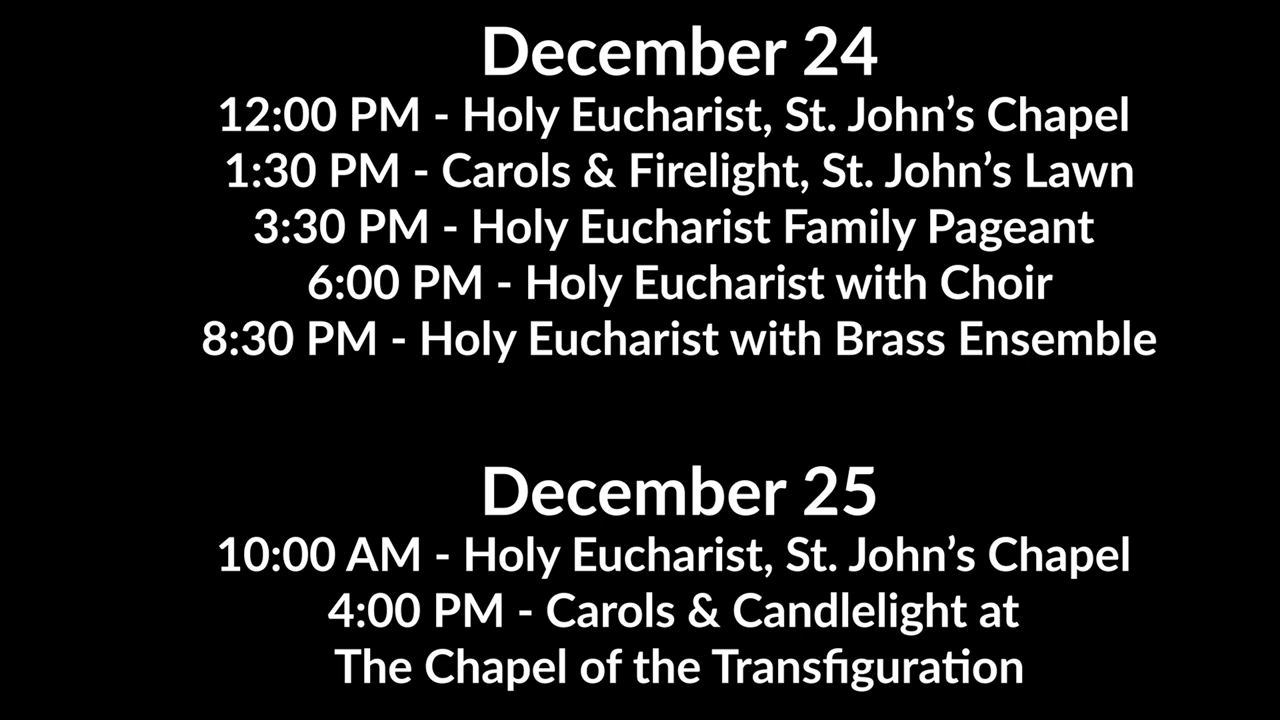 December 24
12:00 PM - Holy Eucharist, St. John’s Chapel
1:30 PM - Carols & Firelight, St. John’s Lawn
3:30 PM - Holy Eucharist Family Pageant
6:00 PM - Holy Eucharist with Choir
8:30 PM - Holy Eucharist with Brass Ensemble
December 25
10:00 AM - Holy Eucharist, St. John’s Chapel
4:00 PM - Carols & Candlelight at
The Chapel of the Transfiguration